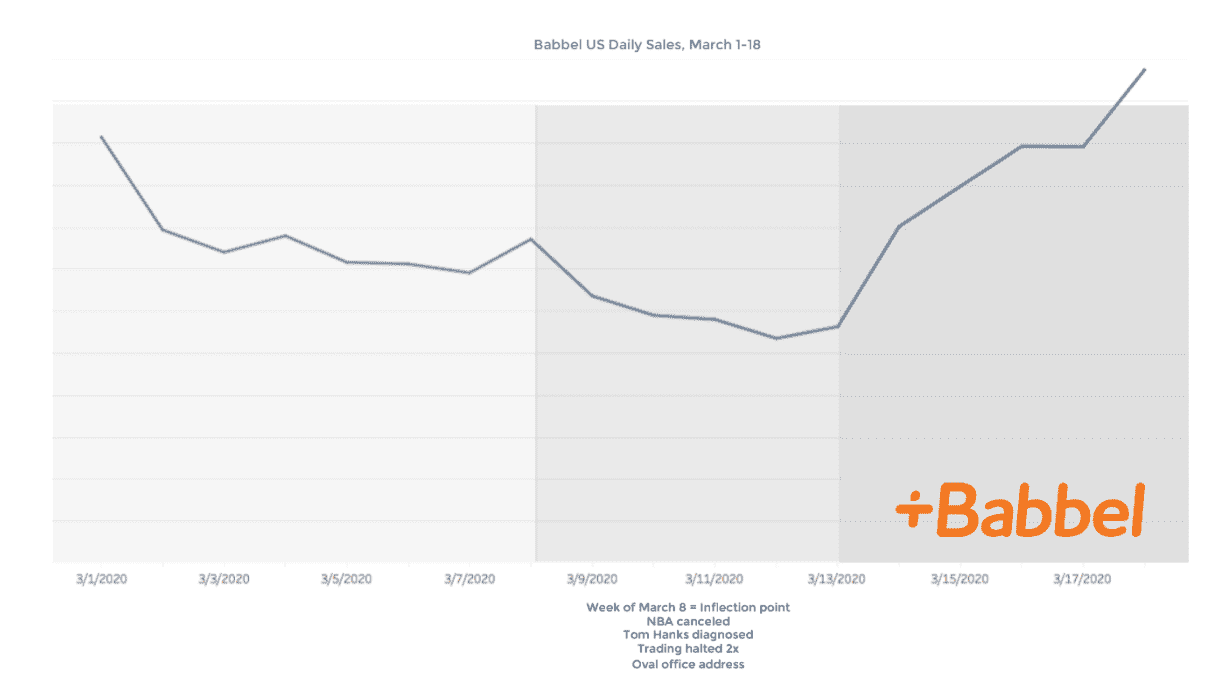 Babbel US Daily Sales, March 1-18
+Babbel
3/1/2020 3/3/2020 3/5/2020 3/7/2020 3/9/2020 3/11/2020 3/13/2020 3/15/2020 3/17/2020
Week of March 8 = Inflection point
NBA canceled
Tom Hanks diagnosed
Trading halted 2x
Oval office address